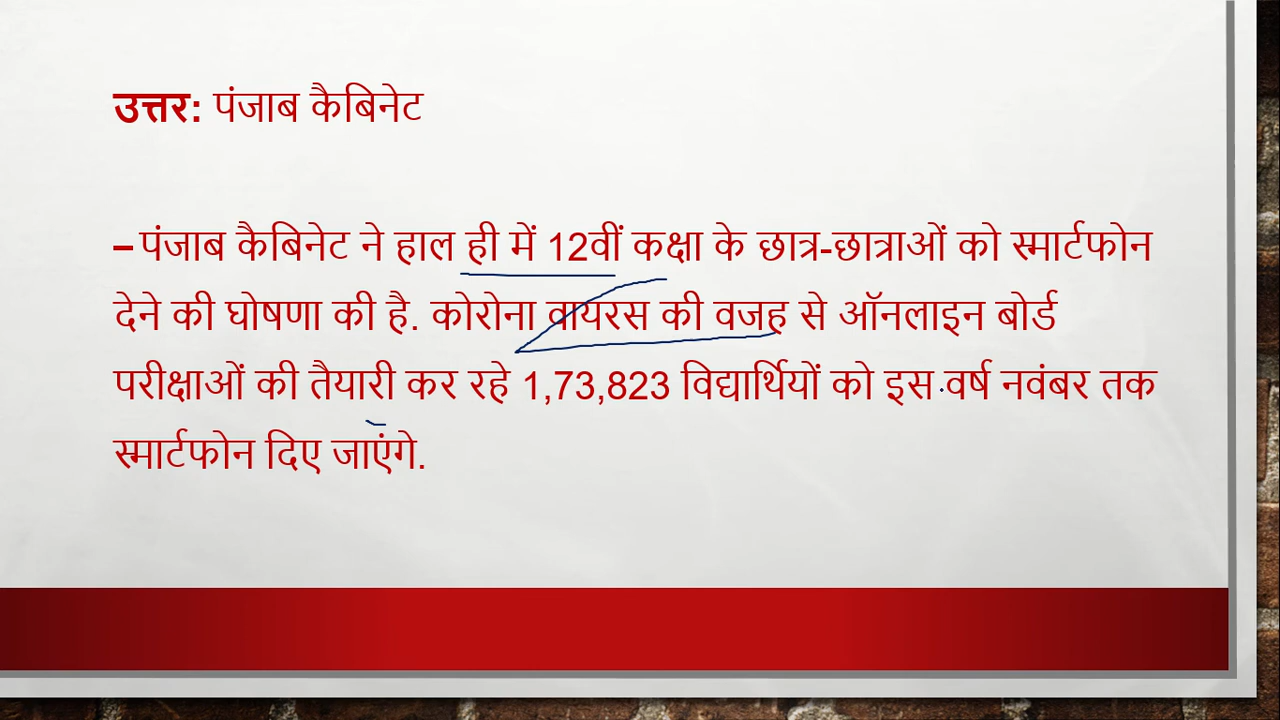 उत्तर: पंजाब कैबिनेट
– पंजाब कैबिनेट ने हाल ही में 12वीं कक्षा के छात्र-छात्राओं को स्मार्टफोन
देने की घोषणा की है. कोरोना वायरस की वजह से ऑनलाइन बोर्ड
परीक्षाओं की तैयारी कर रहे 1,73,823 विद्यार्थियों को इस वर्ष नवंबर तक
स्मार्टफोन दिए जाएंगे.